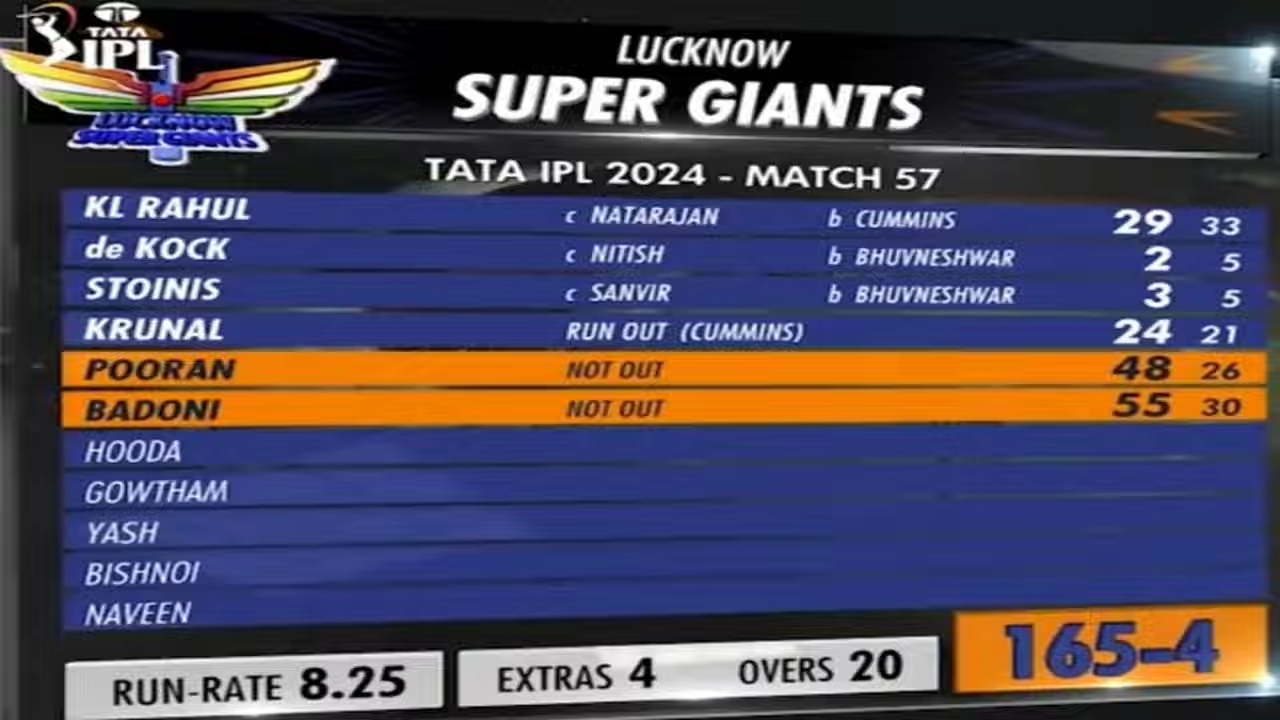 TATA
IPL
LUCKNOW
SUPER GIANTS
LUCKNOW
SUPER GIANTS
TATA IPL 2024 - MATCH 57
KL RAHUL c NATARAJAN b CUMMINS 29 33
de KOCK c NITISH b BHUVNESHWAR 2 5
STOINIS c SANVIR b BHUVNESHWAR 3 5
KRUNAL RUN OUT (CUMMINS) 24 21
POORAN NOT OUT 48 26
BADONI NOT OUT 55 30
HOODA
GOWTHAM
YASH
BISHNOI
NAVEEN
RUN-RATE 8.25 EXTRAS 4 OVERS 20 165-4